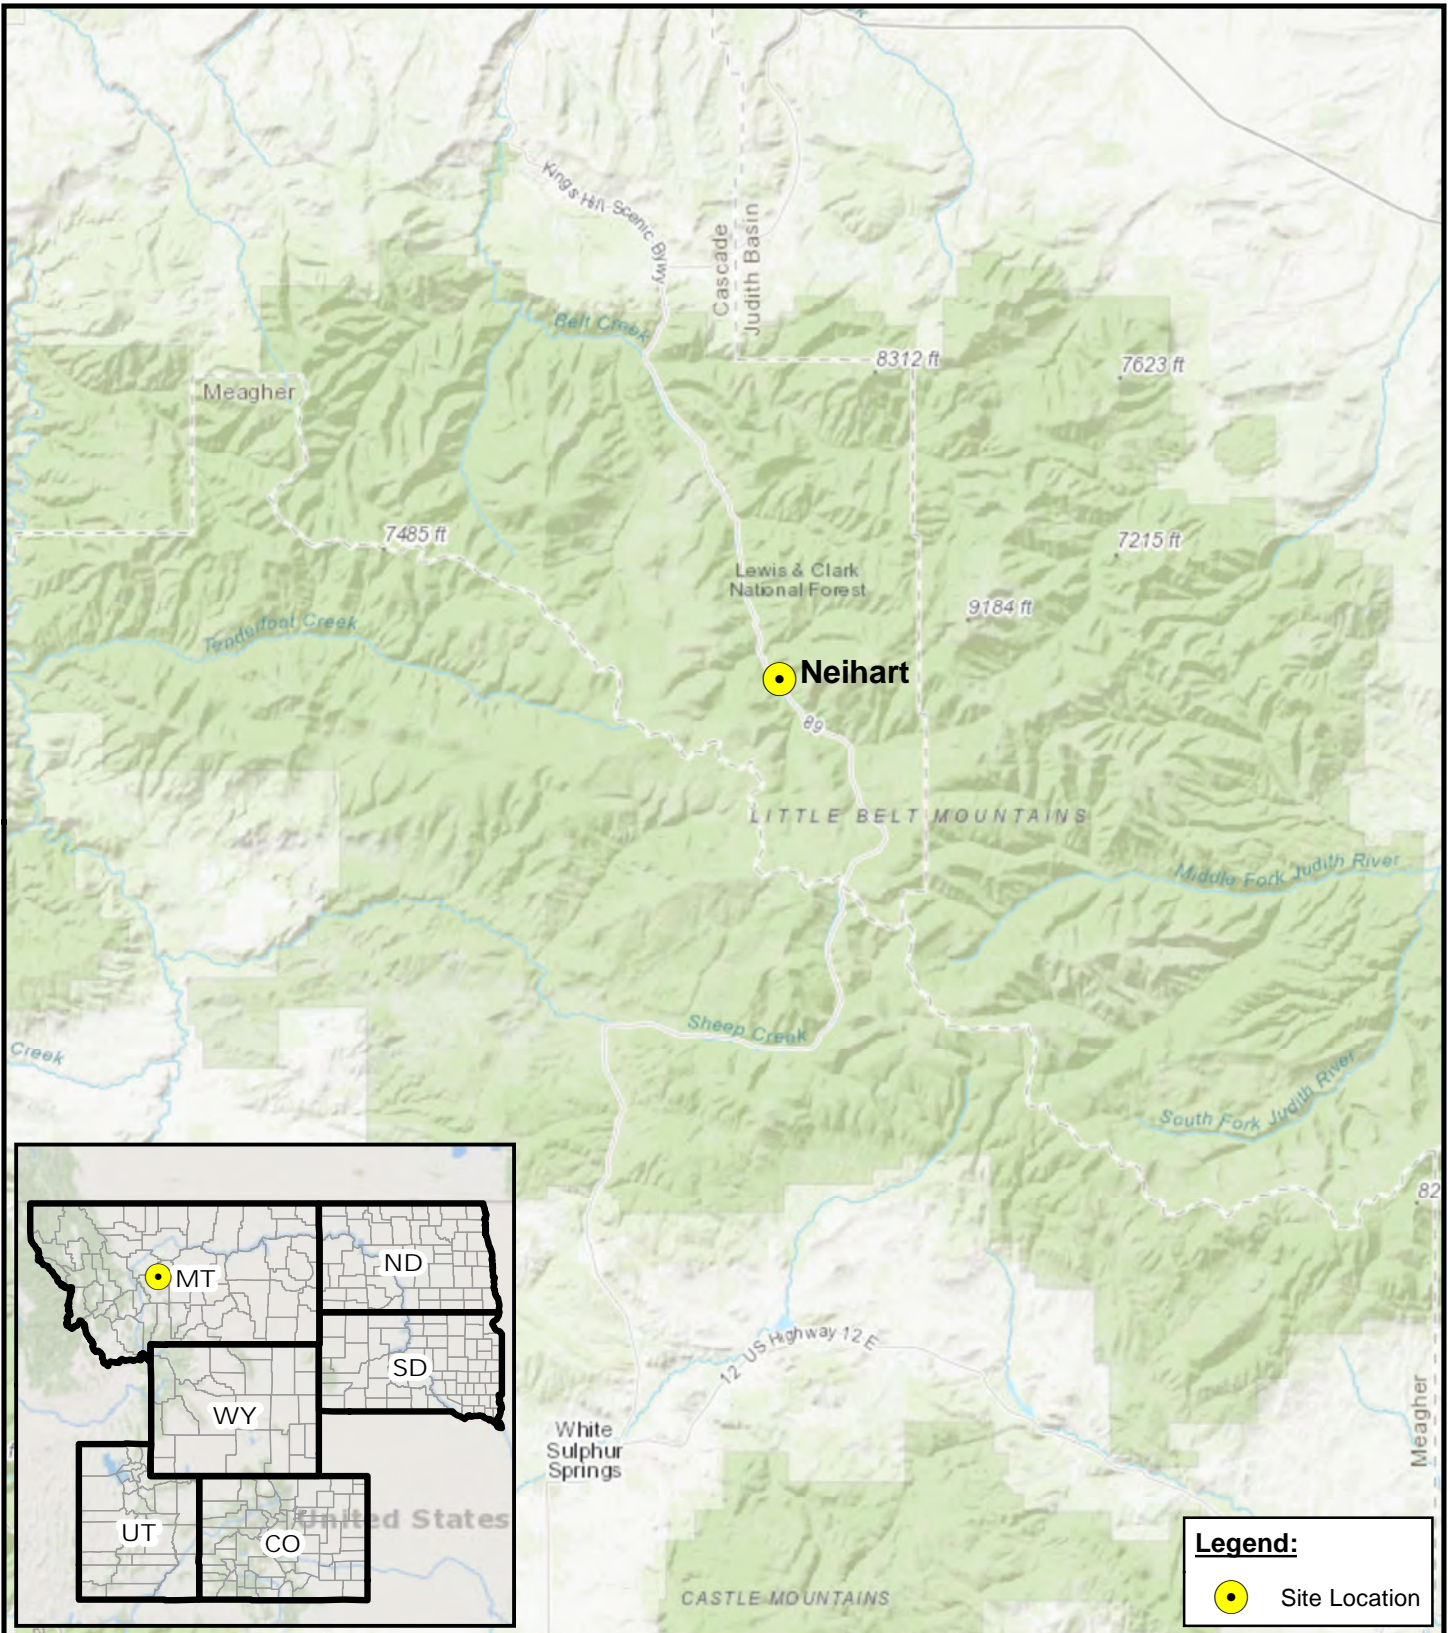 Kings Hill Scenic Bywy
Cascade
Judith Basin
Belt Creek
8312 ft
7623 ft
Meagher
7485 ft
7215 ft
Lewis & Clark
National Forest
9184 ft
Tenderfoot Creek
Neihart
89
LITTLE BELT MOUNTAINS
Middle Fork Judith River
Sheep Creek
Creek
South Fork Judith River
82
MT
ND
SD
WY
UT
CO
United States
12 US Highway 12 E
White
Sulphur
Springs
Meagher
CASTLE MOUNTAINS
Legend:
Site Location